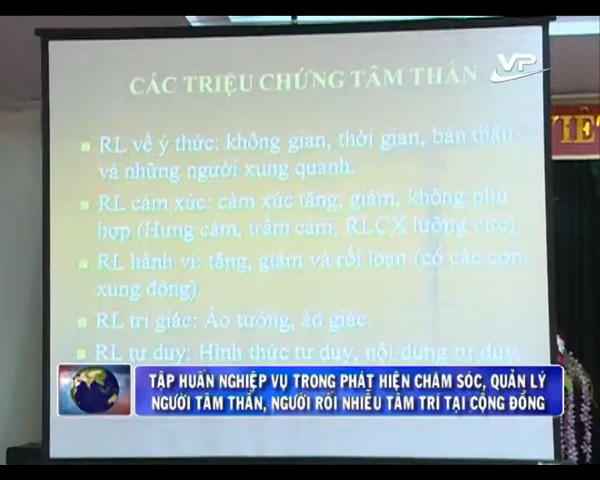 VP
CÁC TRIỆU CHỨNG TÂM THẦN
VIỆT
RL về ý thức: không gian, thời gian, bản thân
và những người xung quanh.
RL cảm xúc: cảm xúc tăng, giảm, không phù
hợp (Hưng cảm, trầm cảm, RLCX lưỡng cực)
RL hành vi: tăng, giảm và rối loạn (có các cơn
xung động).
RL tri giác: Ảo tưởng, ảo giác.
RL tư duy: Hình thức tư duy, nội dung tư duy.
TẬP HUẤN NGHIỆP VỤ TRONG PHÁT HIỆN CHĂM SÓC, QUẢN LÝ
NGƯỜI TÂM THẦN, NGƯỜI RỐI NHIỄU TÂM TRÍ TẠI CỘNG ĐỒNG